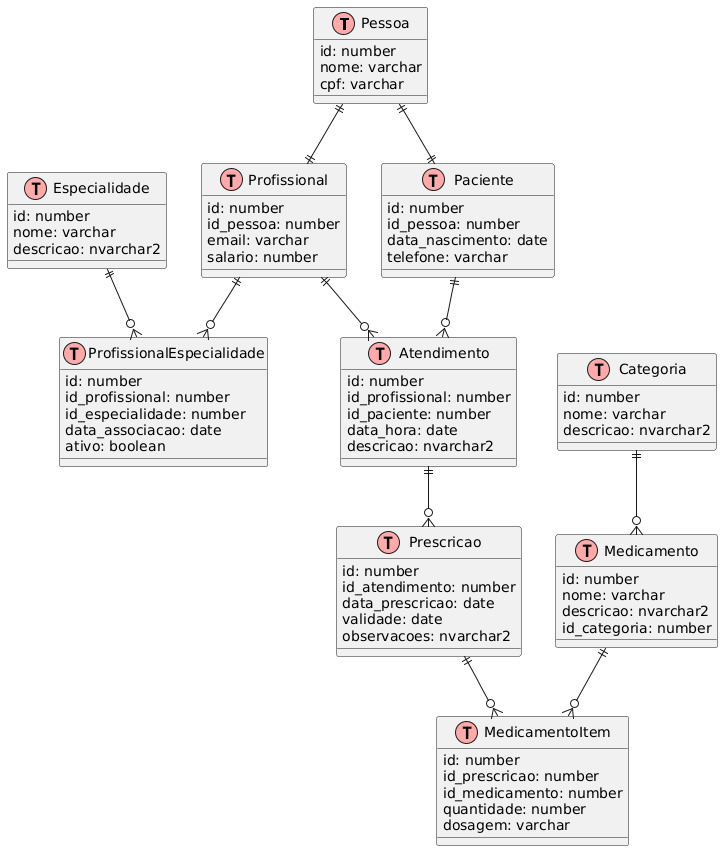 T Pessoa
id: number
nome: varchar
cpf: varchar
T Especialidade
id: number
nome: varchar
descricao: nvarchar2
T Profissional
id: number
id_pessoa: number
email: varchar
salario: number
T Paciente
id: number
id_pessoa: number
data_nascimento: date
telefone: varchar
T ProfissionalEspecialidade
id: number
id_profissional: number
id_especialidade: number
data_associacao: date
ativo: boolean
T Atendimento
id: number
id_profissional: number
id_paciente: number
data_hora: date
descricao: nvarchar2
T Categoria
id: number
nome: varchar
descricao: nvarchar2
T Prescricao
id: number
id_atendimento: number
data_prescricao: date
validade: date
observacoes: nvarchar2
T Medicamento
id: number
nome: varchar
descricao: nvarchar2
id_categoria: number
T MedicamentoItem
id: number
id_prescricao: number
id_medicamento: number
quantidade: number
dosagem: varchar